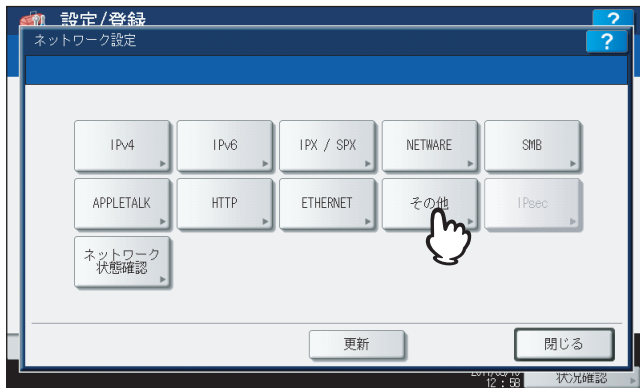 設定/登録
?
ネットワーク設定
?
IPv4
IPv6
IPX / SPX
NETWARE
SMB
APPLETALK
HTTP
ETHERNET
その他
IPsec
ネットワーク
状態確認
更新
閉じる
12 : 58
状況確認